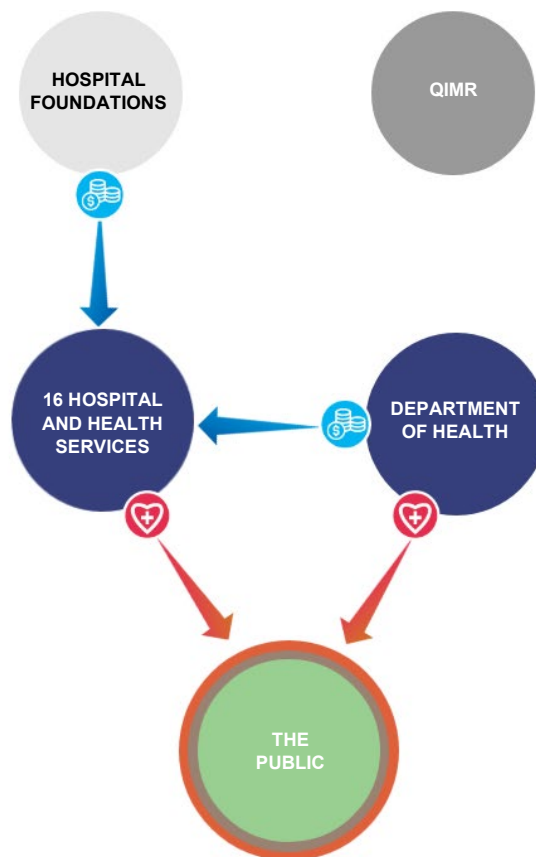 HOSPITAL
FOUNDATIONS
QIMR
16 HOSPITAL
AND HEALTH
SERVICES
DEPARTMENT
OF HEALTH
THE
PUBLIC